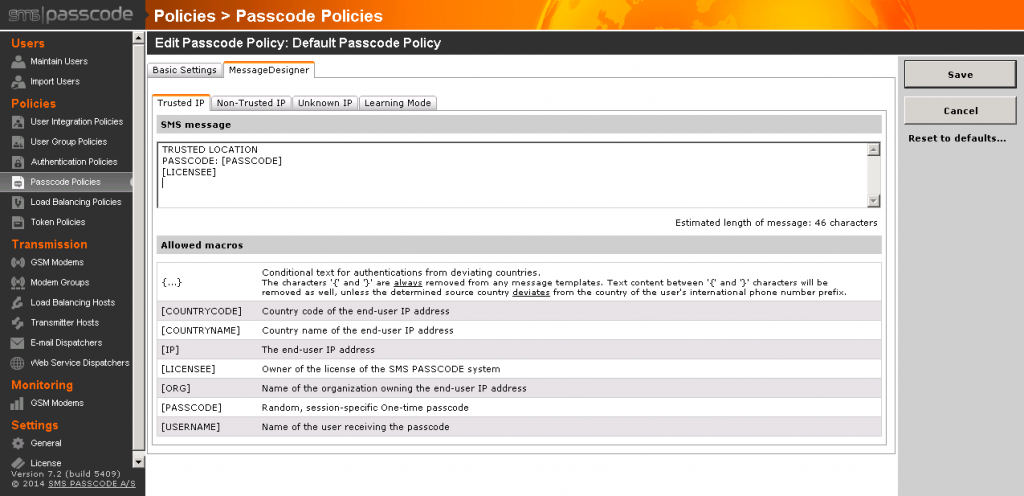 SMS passcode
Policies > Passcode Policies
Users
Maintain Users
Import Users
Policies
User Integration Policies
User Group Policies
Authentication Policies
Passcode Policies
Load Balancing Policies
Token Policies
Transmission
GSM Modems
Modem Groups
Load Balancing Hosts
Transmitter Hosts
E-mail Dispatchers
Web Service Dispatchers
Monitoring
GSM Modems
Settings
General
License
Version 7.2 (build 5409)
© 2014 SMS PASSCODE A/S
Edit Passcode Policy: Default Passcode Policy
Basic Settings
MessageDesigner
Trusted IP
Non-Trusted IP
Unknown IP
Learning Mode
SMS message
TRUSTED LOCATION
PASSCODE: [PASSCODE]
[LICENSEE]
Estimated length of message: 46 characters
Allowed macros
{...}
Conditional text for authentications from deviating countries.
The characters '{' and '}' are always removed from any message templates. Text content between '{' and '}' characters will be
removed as well, unless the determined source country deviates from the country of the user's international phone number prefix.
[COUNTRYCODE] Country code of the end-user IP address
[COUNTRYNAME] Country name of the end-user IP address
[IP] The end-user IP address
[LICENSEE] Owner of the license of the SMS PASSCODE system
[ORG] Name of the organization owning the end-user IP address
[PASSCODE] Random, session-specific One-time passcode
[USERNAME] Name of the user receiving the passcode
Save
Cancel
Reset to defaults...